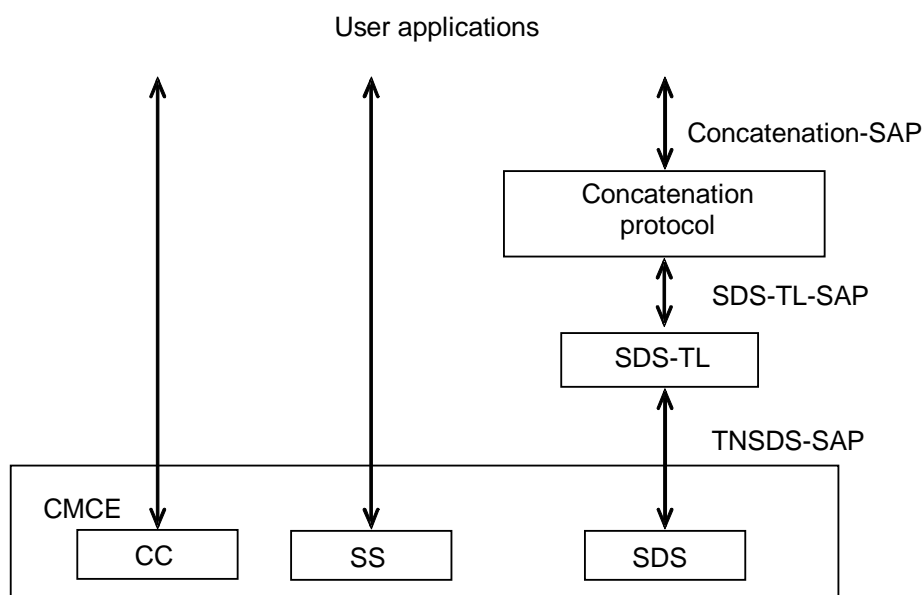 User applications
Concatenation-SAP
Concatenation
protocol
SDS-TL-SAP
SDS-TL
TNSDS-SAP
CMCE
CC
SS
SDS